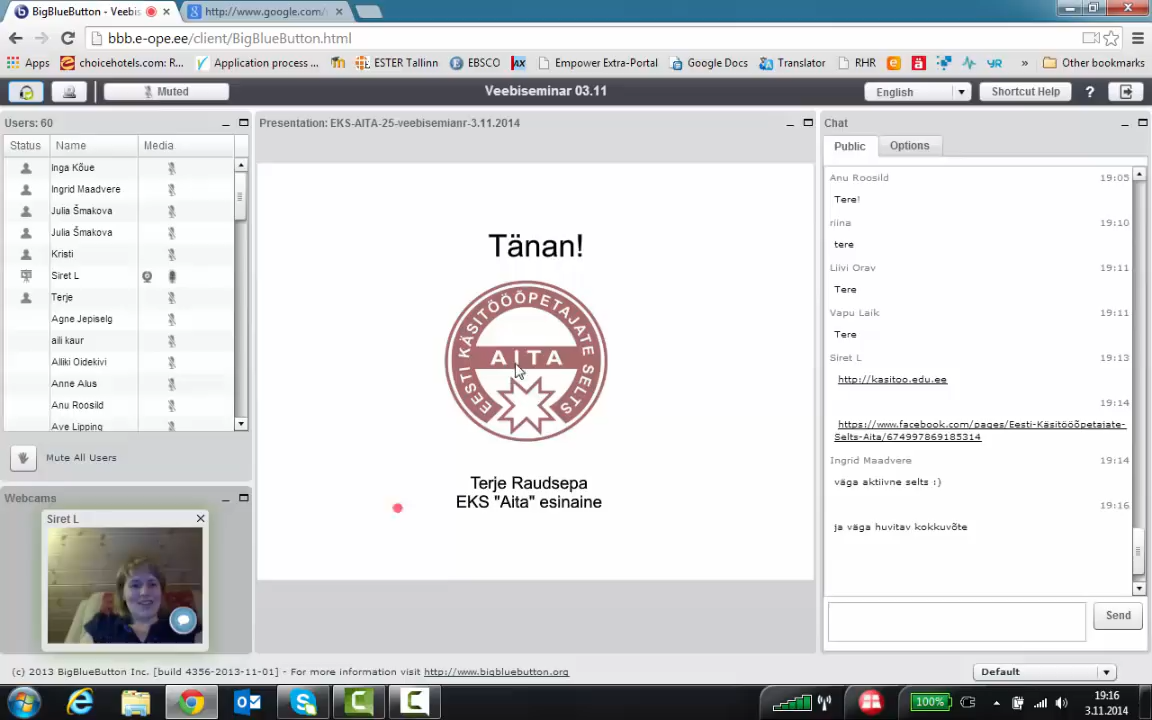 BigBlueButton - Veebis
http://www.google.com/
bbb.e-ope.ee/client/BigBlueButton.html
Apps
choicehotels.com: R...
Application process ...
ESTER Tallinn
EBSCO
Empower Extra-Portal
Google Docs
Translator
RHR
»
Other bookmarks
Muted
Veebiseminar 03.11
English
Shortcut Help
?
Users: 60
Status Name Media
Inga Kõue
Ingrid Maadvere
Julia Šmakova
Julia Šmakova
Kristi
Siret L
Terje
Agne Jepiselg
aili kaur
Alliki Oidekivi
Anne Alus
Anu Roosild
Ave Lipping
Mute All Users
Webcams
Siret L
Presentation: EKS-AITA-25-veebisemianr-3.11.2014
Tänan!
EESTI KÄSITÖÖÕPETAJATE SELTS
AITA
Terje Raudsepa
EKS "Aita" esinaine
Chat
Public Options
Anu Roosild 19:05
Tere!
riina 19:10
tere
Liivi Orav 19:11
Tere
Vapu Laik 19:11
Tere
Siret L 19:13
http://kasitoo.edu.ee
19:14
https://www.facebook.com/pages/Eesti-Käsitööõpetajate-
Selts-Aita/674997869185314
Ingrid Maadvere 19:14
väga aktiivne selts :)
19:16
ja väga huvitav kokkuvõte
Send
(c) 2013 BigBlueButton Inc. [build 4356-2013-11-01] - For more information visit http://www.bigbluebutton.org
Default
100%
19:16
3.11.2014